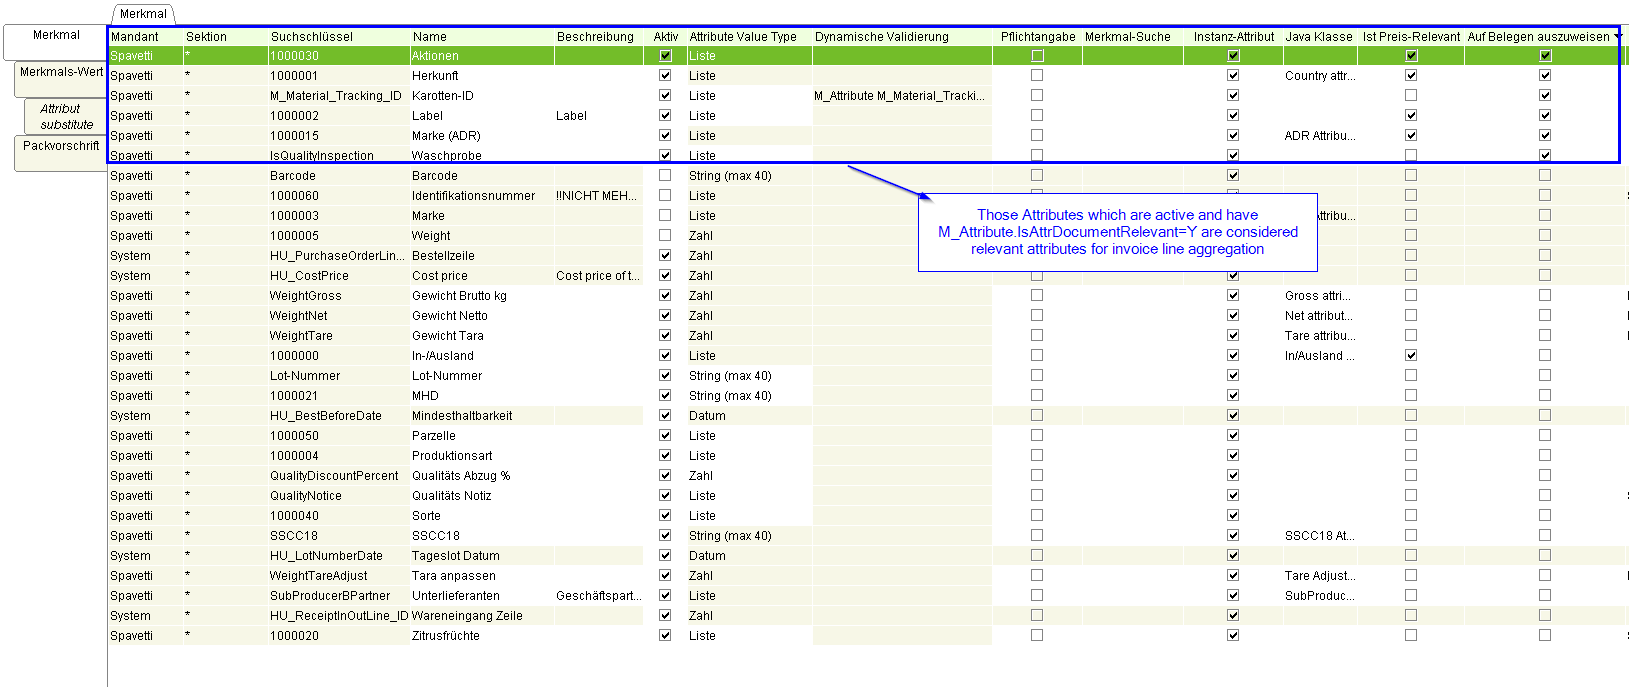 Merkmal
Merkmal
Merkmals-Wert
Attribut
substitute
Packvorschrift
Mandant Sektion Suchschlüssel Name Beschreibung Aktiv Attribute Value Type Dynamische Validierung Pflichtangabe Merkmal-Suche Instanz-Attribut Java Klasse Ist Preis-Relevant Auf Belegen auszuweisen
Spavetti * 1000030 Aktionen Liste
Spavetti * 1000001 Herkunft Liste Country attr...
Spavetti * M_Material_Tracking_ID Karotten-ID Liste M_Attribute M_Material_Tracki...
Spavetti * 1000002 Label Label Liste
Spavetti * 1000015 Marke (ADR) Liste ADR Attribu...
Spavetti * IsQualityInspection Waschprobe Liste
Spavetti * Barcode Barcode String (max 40)
Spavetti * 1000060 Identifikationsnummer !!NICHT MEH... Liste
Spavetti * 1000003 Marke Liste ttribu...
Spavetti * 1000005 Weight Zahl
System * HU_PurchaseOrderLin... Bestellzeile Zahl
System * HU_CostPrice Cost price Cost price of t... Zahl
Those Attributes which are active and have
M_Attribute.IsAttrDocumentRelevant=Y are considered
relevant attributes for invoice line aggregation
Spavetti * WeightGross Gewicht Brutto kg Zahl Gross attri...
Spavetti * WeightNet Gewicht Netto Zahl Net attribut...
Spavetti * WeightTare Gewicht Tara Zahl Tare attribu...
Spavetti * 1000000 In-/Ausland Liste In/Ausland ...
Spavetti * Lot-Nummer Lot-Nummer String (max 40)
Spavetti * 1000021 MHD String (max 40)
System * HU_BestBeforeDate Mindesthaltbarkeit Datum
Spavetti * 1000050 Parzelle Liste
Spavetti * 1000004 Produktionsart Liste
Spavetti * QualityDiscountPercent Qualitäts Abzug % Zahl
Spavetti * QualityNotice Qualitäts Notiz Liste
Spavetti * 1000040 Sorte Liste
Spavetti * SSCC18 SSCC18 String (max 40) SSCC18 At...
System * HU_LotNumberDate Tageslot Datum Datum
Spavetti * WeightTareAdjust Tara anpassen Zahl Tare Adjust...
Spavetti * SubProducerBPartner Unterlieferanten Geschäftspart... Liste SubProduc...
System * HU_ReceiptInOutLine_ID Wareneingang Zeile Zahl
Spavetti * 1000020 Zitrusfrüchte Liste